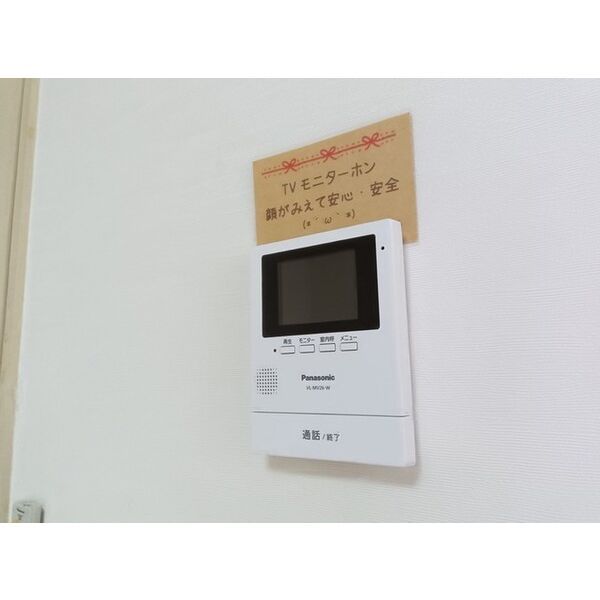 TVモニターホン
顔がみえて安心・安全
(*´ω`*)
再生 モニター 室内呼 メニュー
Panasonic
VL-MV26-W
通話/終了